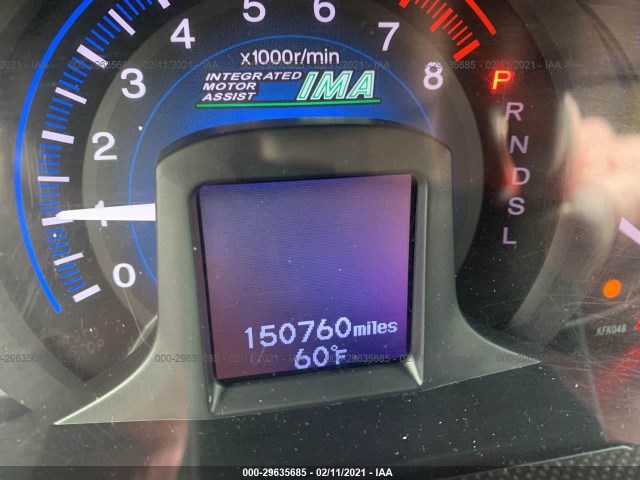 4 5 6 7
x1000r/min
3 INTEGRATED
MOTOR
ASSIST IMA 8
P
R
N
D
S
L
2
1
0
150760miles
60°F
KFK048
000-29635685 - 02/11/2021 - IAA